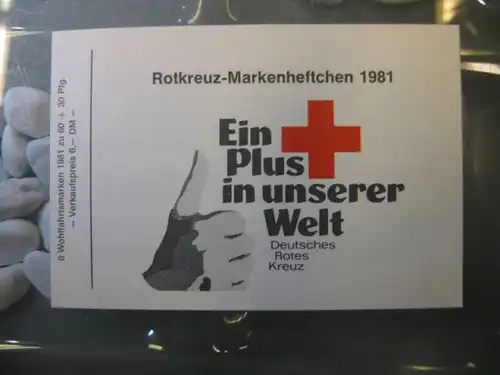 Rotkreuz-Markenheftchen 1981
Ein
Plus
in unserer
Welt
Deutsches
Rotes
Kreuz
6 Wohlfahrtsmarken 1981 zu 60 + 30 Pfg.
– Verkaufspreis 6,— DM –